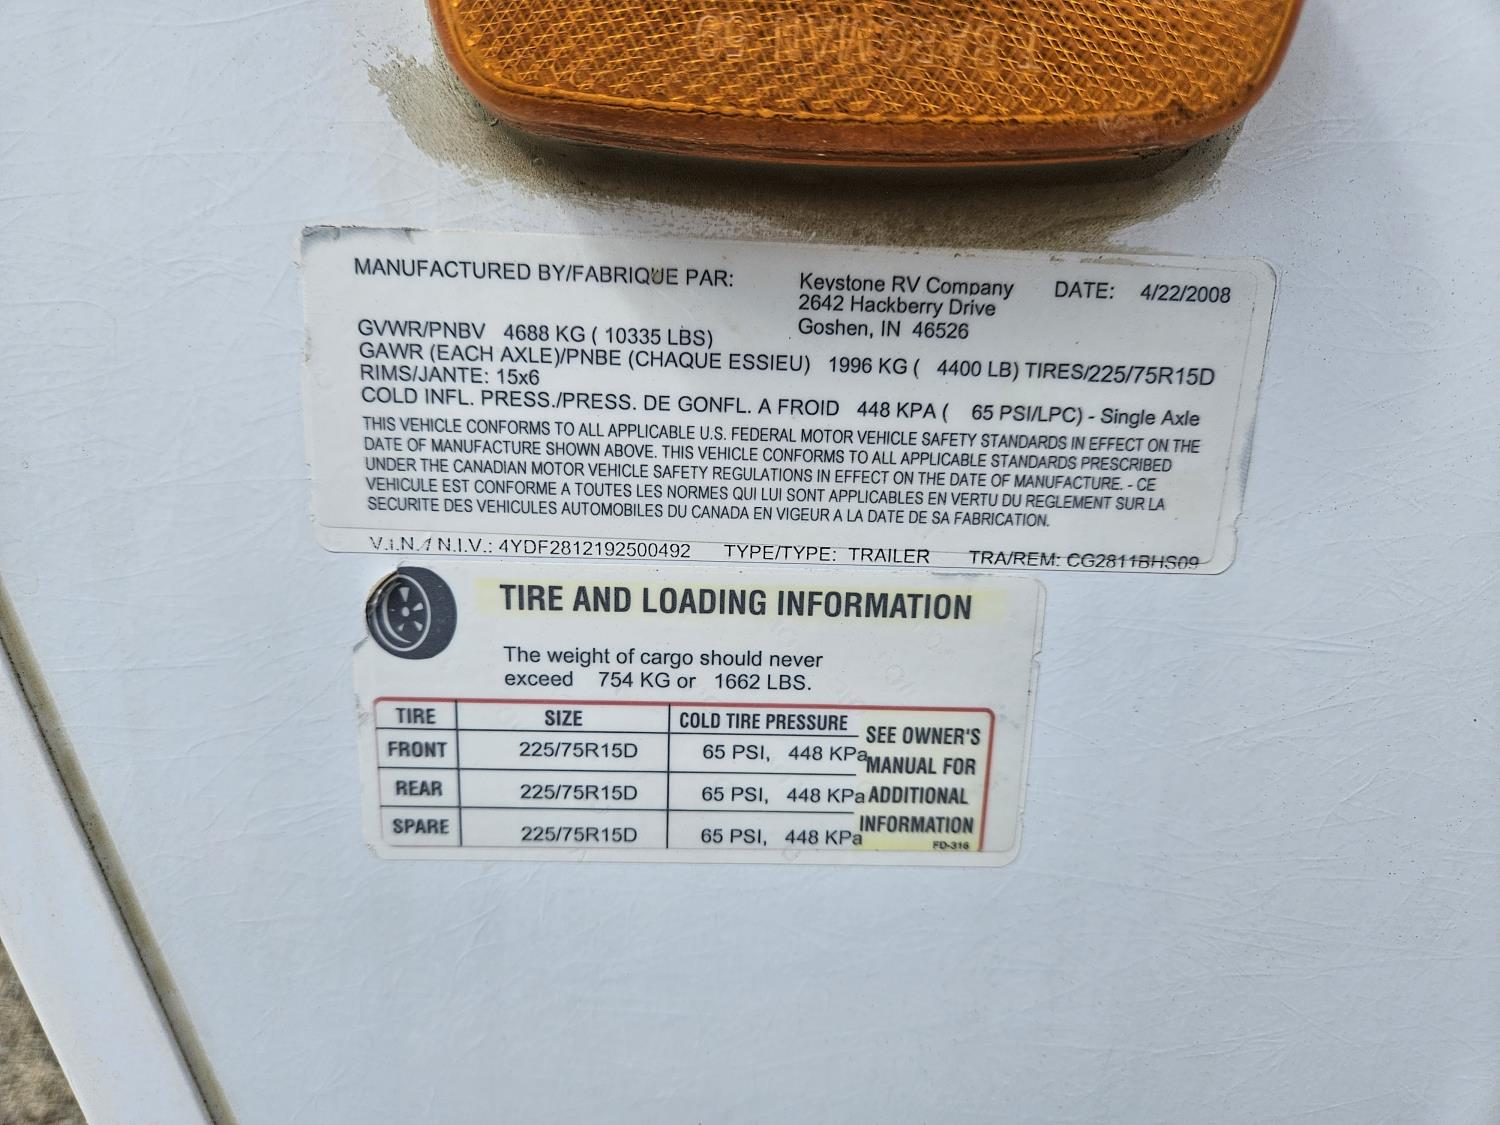 BARGMAN 59
MANUFACTURED BY/FABRIQUE PAR: Keystone RV Company DATE: 4/22/2008
2642 Hackberry Drive
Goshen, IN 46526
GVWR/PNBV 4688 KG ( 10335 LBS)
GAWR (EACH AXLE)/PNBE (CHAQUE ESSIEU) 1996 KG ( 4400 LB) TIRES/225/75R15D
RIMS/JANTE: 15x6
COLD INFL. PRESS./PRESS. DE GONFL. A FROID 448 KPA ( 65 PSI/LPC) - Single Axle
THIS VEHICLE CONFORMS TO ALL APPLICABLE U.S. FEDERAL MOTOR VEHICLE SAFETY STANDARDS IN EFFECT ON THE
DATE OF MANUFACTURE SHOWN ABOVE. THIS VEHICLE CONFORMS TO ALL APPLICABLE STANDARDS PRESCRIBED
UNDER THE CANADIAN MOTOR VEHICLE SAFETY REGULATIONS IN EFFECT ON THE DATE OF MANUFACTURE. - CE
VEHICULE EST CONFORME A TOUTES LES NORMES QUI LUI SONT APPLICABLES EN VERTU DU REGLEMENT SUR LA
SECURITE DES VEHICULES AUTOMOBILES DU CANADA EN VIGEUR A LA DATE DE SA FABRICATION.
V.I.N./ N.I.V.: 4YDF2812192500492 TYPE/TYPE: TRAILER TRA/REM: CG2811BHS09
TIRE AND LOADING INFORMATION
The weight of cargo should never
exceed 754 KG or 1662 LBS.
TIRE SIZE COLD TIRE PRESSURE
FRONT 225/75R15D 65 PSI, 448 KPa
REAR 225/75R15D 65 PSI, 448 KPa
SPARE 225/75R15D 65 PSI, 448 KPa
SEE OWNER'S
MANUAL FOR
ADDITIONAL
INFORMATION
FD-316